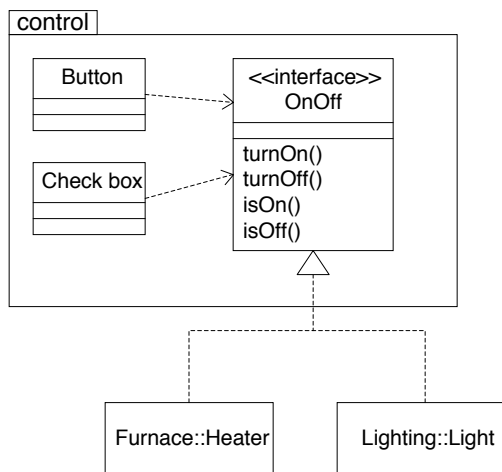 control
Button
<<interface>>
OnOff
Check box
turnOn()
turnOff()
isOn()
isOff()
Furnace::Heater
Lighting::Light